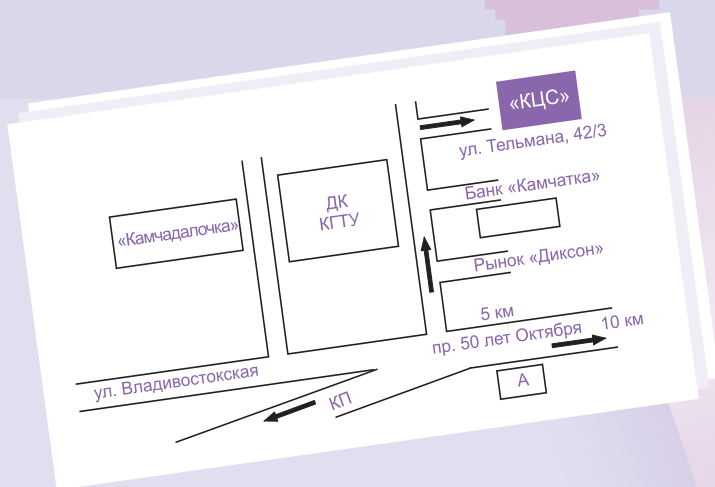 «КЦС»
ул. Тельмана, 42/3
Банк «Камчатка»
ДК
КГТУ
«Камчадалочка»
Рынок «Диксон»
5 км
10 км
пр. 50 лет Октября
ул. Владивостокская
КП
А